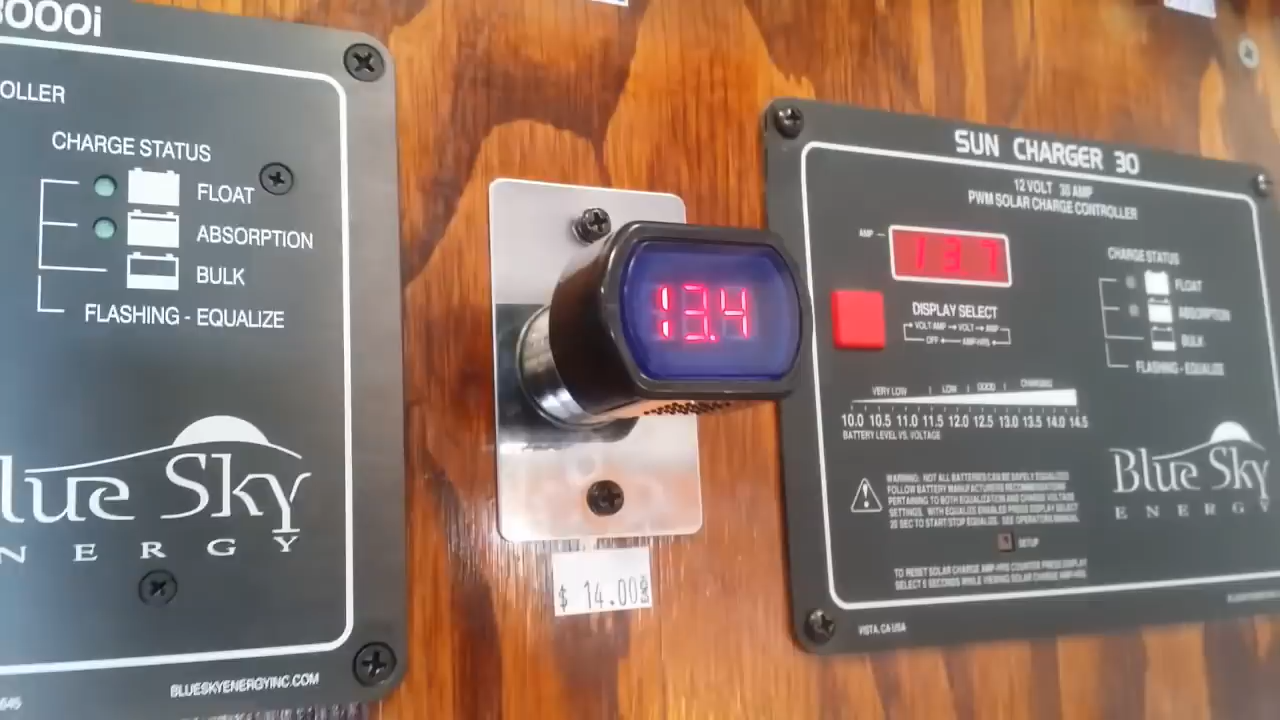 3000i
OLLER
CHARGE STATUS
FLOAT
ABSORPTION
BULK
FLASHING - EQUALIZE
lue Sky
N E R G Y
BLUESKYENERGYINC.COM
645
13.4
$ 14.00
SUN CHARGER 30
12 VOLT 30 AMP
PWM SOLAR CHARGE CONTROLLER
AMP
13.7
CHARGE STATUS
FLOAT
ABSORPTION
BULK
FLASHING - EQUALIZE
DISPLAY SELECT
VOLT/AMP → VOLT → AMP
OFF ← AMP-HRS
VERY LOW | LOW | GOOD | CHARGING
10.0 10.5 11.0 11.5 12.0 12.5 13.0 13.5 14.0 14.5
BATTERY LEVEL VS. VOLTAGE
Blue Sky
E N E R G Y
WARNING: NOT ALL BATTERIES CAN BE SAFELY EQUALIZED
FOLLOW BATTERY MANUFACTURERS RECOMMENDATIONS
PERTAINING TO BOTH EQUALIZATION AND CHARGE VOLTAGE
SETTINGS. WITH EQUALIZE ENABLED PRESS DISPLAY SELECT
20 SEC TO START/STOP EQUALIZE. SEE OPERATORS MANUAL
SETUP
TO RESET SOLAR CHARGE AMP-HRS COUNTER PRESS DISPLAY
SELECT 5 SECONDS WHILE VIEWING SOLAR CHARGE AMP-HRS
VISTA, CA USA